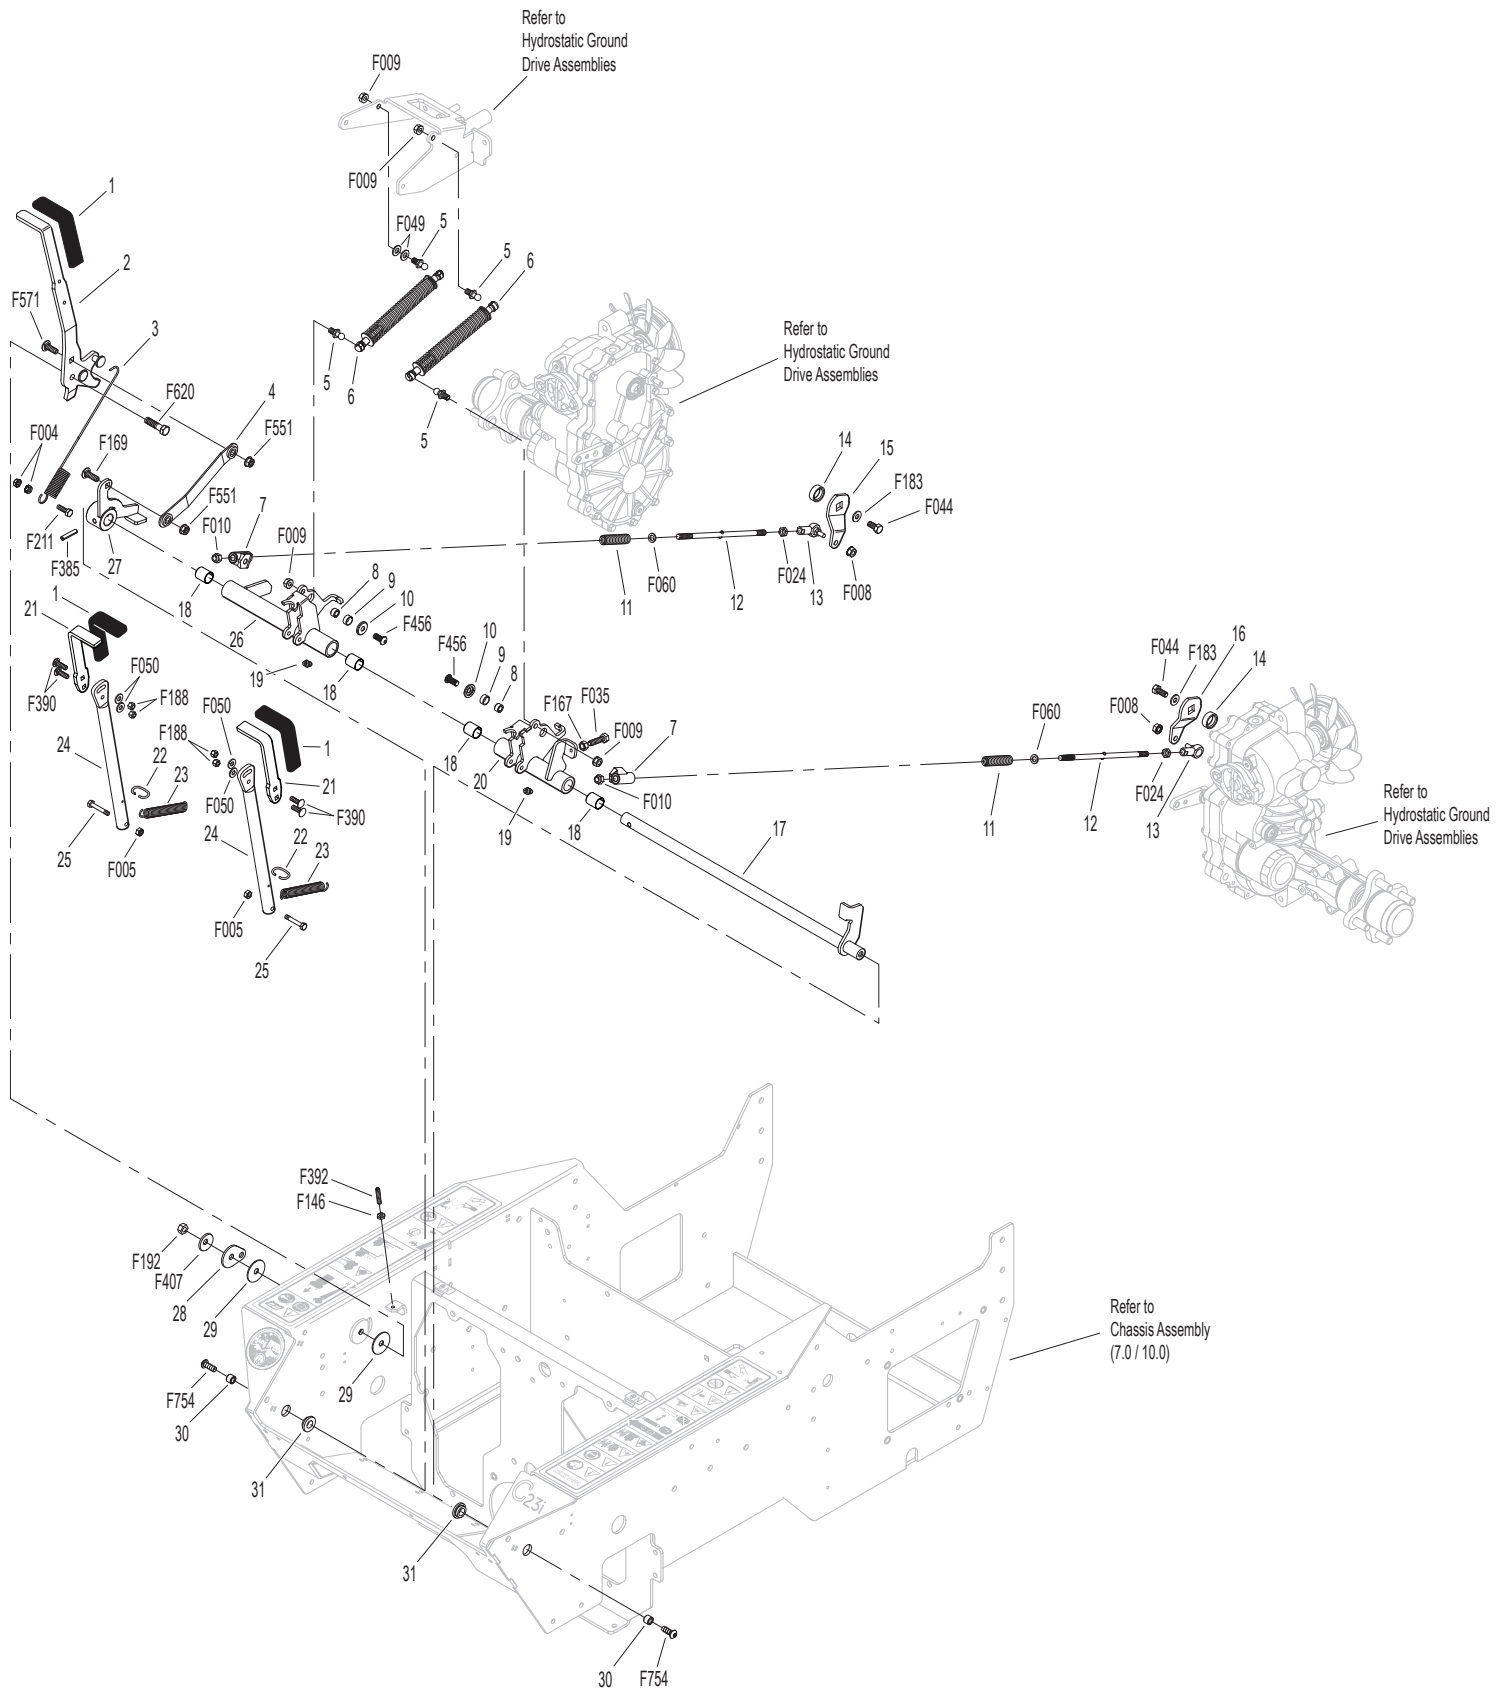 Refer to
Hydrostatic Ground
Drive Assemblies
F009
F009
1
F049
5
5
6
2
F571
3
Refer to
Hydrostatic Ground
Drive Assemblies
5
6
F620
4
5
F004
F169
F551
14
15
F183
F044
F551
7
F010
F009
F211
F385
27
18
8
9
10
F456
11
F060
12
F024
13
F008
1
21
26
F456
10
9
8
16
F044
F183
14
19
18
F050
F390
F188
F050
F167
F035
F009
7
F008
F060
24
F188
1
18
20
22
23
21
F010
F024
Refer to
Hydrostatic Ground
Drive Assemblies
F050
F390
19
18
11
12
13
25
24
22
17
F005
23
F005
25
F392
F146
F192
F407
28
29
Refer to
Chassis Assembly
(7.0 / 10.0)
29
F754
30
31
C23i
31
30
F754